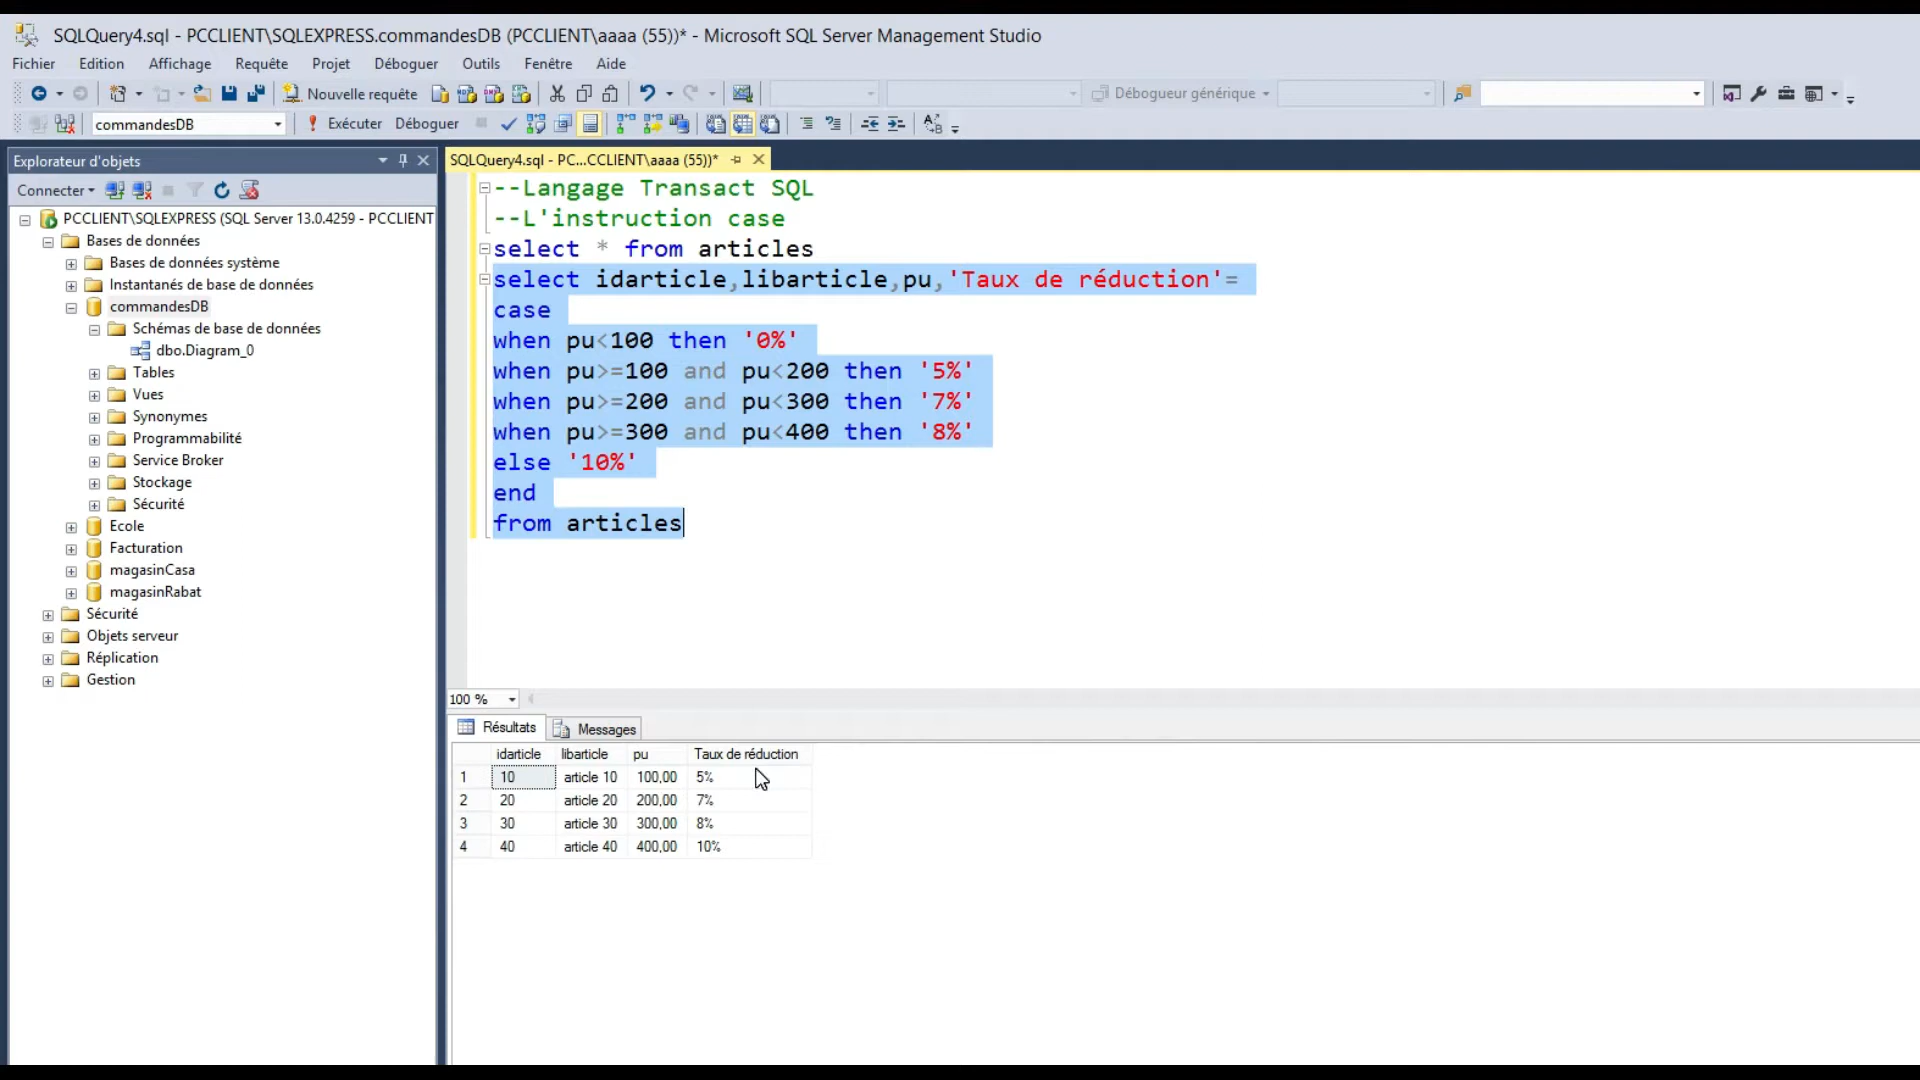 SQLQuery4.sql - PCCLIENT\SQLEXPRESS.commandesDB (PCCLIENT\aaaa (55))* - Microsoft SQL Server Management Studio
Fichier Edition Affichage Requête Projet Déboguer Outils Fenêtre Aide
Nouvelle requête Débogueur générique
commandesDB Exécuter Déboguer
Explorateur d'objets
Connecter
PCCLIENT\SQLEXPRESS (SQL Server 13.0.4259 - PCCLIENT
Bases de données
Bases de données système
Instantanés de base de données
commandesDB
Schémas de base de données
dbo.Diagram_0
Tables
Vues
Synonymes
Programmabilité
Service Broker
Stockage
Sécurité
Ecole
Facturation
magasinCasa
magasinRabat
Sécurité
Objets serveur
Réplication
Gestion
SQLQuery4.sql - PC...CCLIENT\aaaa (55))*
--Langage Transact SQL
--L'instruction case
select * from articles
select idarticle,libarticle,pu,'Taux de réduction'=
case
when pu<100 then '0%'
when pu>=100 and pu<200 then '5%'
when pu>=200 and pu<300 then '7%'
when pu>=300 and pu<400 then '8%'
else '10%'
end
from articles
100 %
Résultats Messages
idarticle libarticle pu Taux de réduction
1 10 article 10 100,00 5%
2 20 article 20 200,00 7%
3 30 article 30 300,00 8%
4 40 article 40 400,00 10%